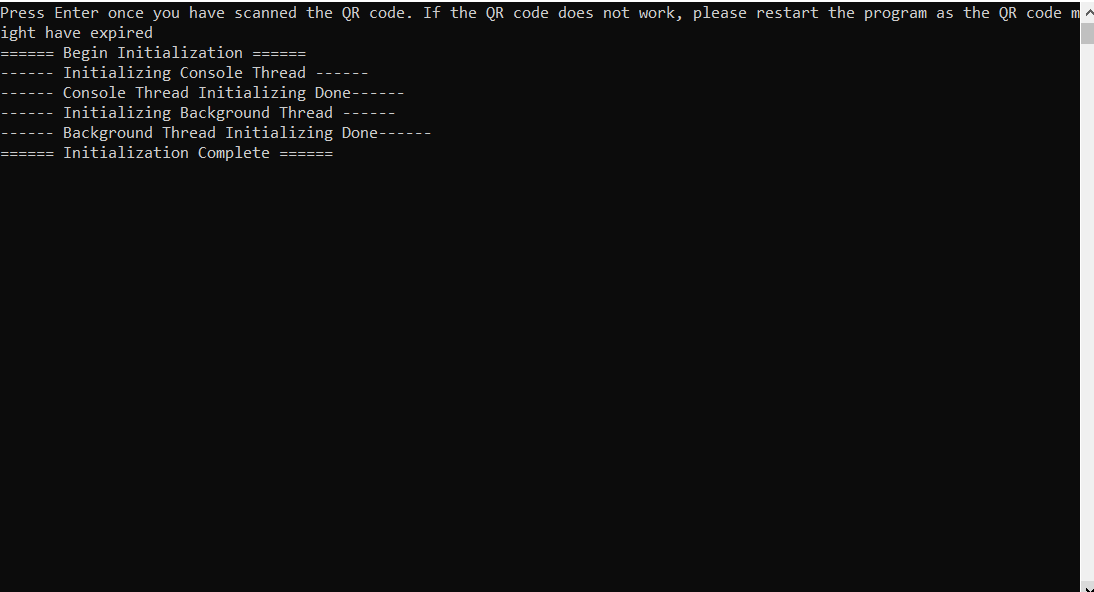 Press Enter once you have scanned the QR code. If the QR code does not work, please restart the program as the QR code m
ight have expired
====== Begin Initialization ======
------ Initializing Console Thread ------
------ Console Thread Initializing Done------
------ Initializing Background Thread ------
------ Background Thread Initializing Done------
====== Initialization Complete ======